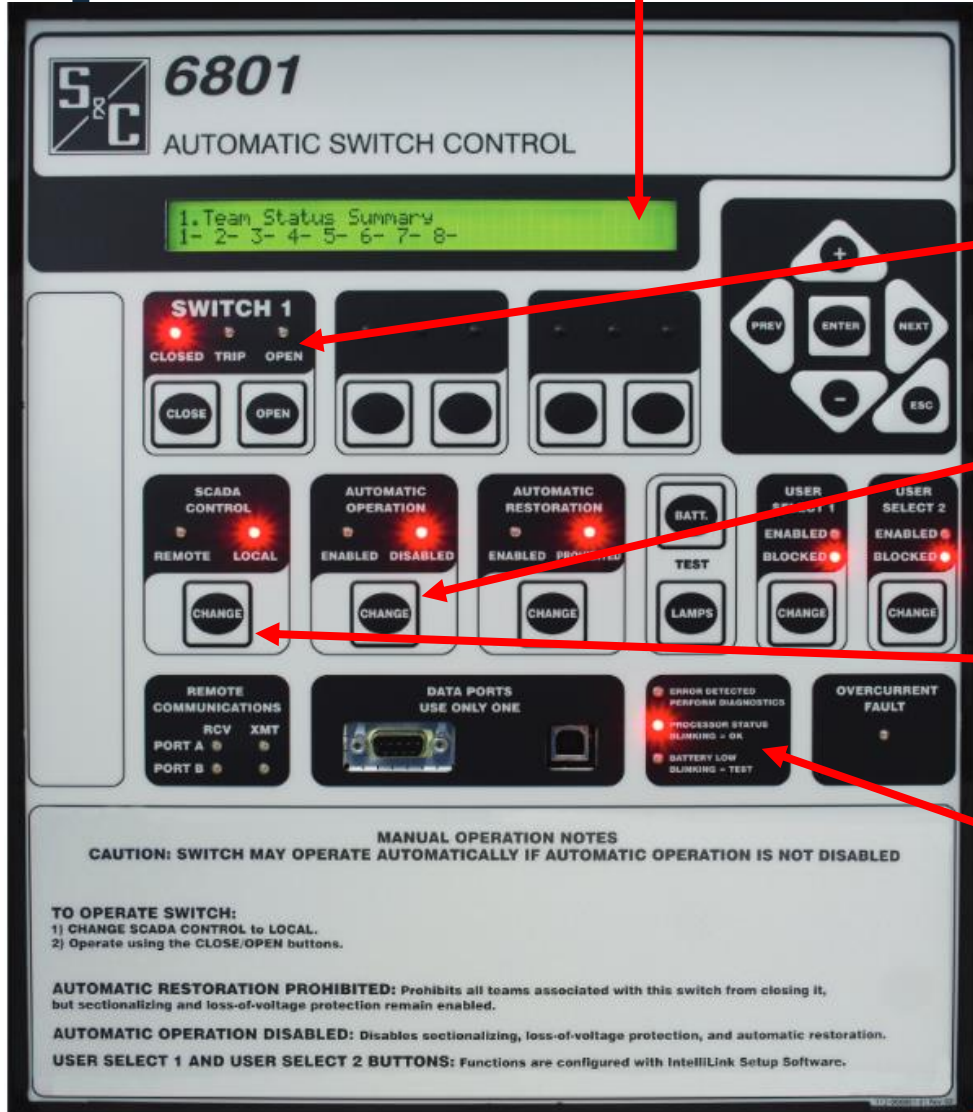 S&C
6801
AUTOMATIC SWITCH CONTROL
1.Team Status Summary
1- 2- 3- 4- 5- 6- 7- 8-
SWITCH 1
CLOSED TRIP OPEN
CLOSE OPEN
+
PREV ENTER NEXT
-
ESC
SCADA
CONTROL
REMOTE LOCAL
CHANGE
AUTOMATIC
OPERATION
ENABLED DISABLED
CHANGE
AUTOMATIC
RESTORATION
ENABLED PROHIBITED
CHANGE
BATT.
TEST
LAMPS
USER
SELECT 1
ENABLED
BLOCKED
CHANGE
USER
SELECT 2
ENABLED
BLOCKED
CHANGE
REMOTE
COMMUNICATIONS
RCV XMT
PORT A
PORT B
DATA PORTS
USE ONLY ONE
ERROR DETECTED
PERFORM DIAGNOSTICS
PROCESSOR STATUS
BLINKING = OK
BATTERY LOW
BLINKING = TEST
OVERCURRENT
FAULT
MANUAL OPERATION NOTES
CAUTION: SWITCH MAY OPERATE AUTOMATICALLY IF AUTOMATIC OPERATION IS NOT DISABLED
TO OPERATE SWITCH:
1) CHANGE SCADA CONTROL to LOCAL.
2) Operate using the CLOSE/OPEN buttons.
AUTOMATIC RESTORATION PROHIBITED: Prohibits all teams associated with this switch from closing it,
but sectionalizing and loss-of-voltage protection remain enabled.
AUTOMATIC OPERATION DISABLED: Disables sectionalizing, loss-of-voltage protection, and automatic restoration.
USER SELECT 1 AND USER SELECT 2 BUTTONS: Functions are configured with IntelliLink Setup Software.